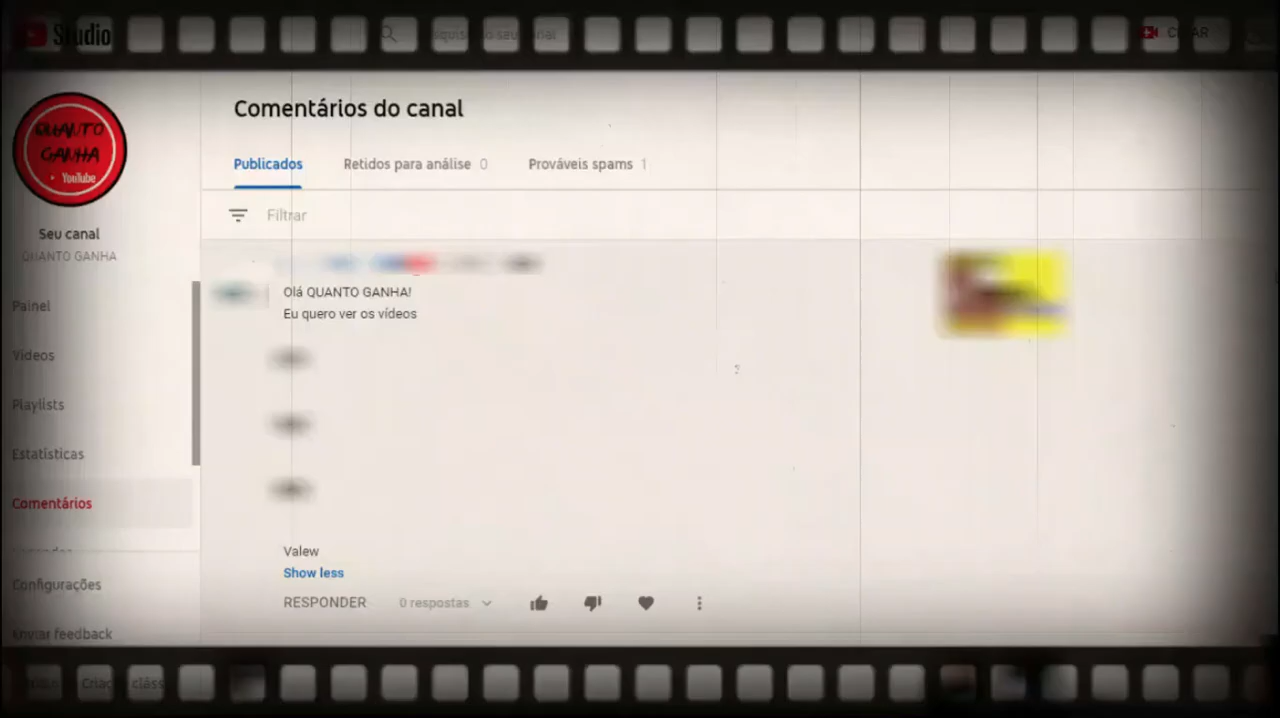 Studio
QUANTO
GANHA
YouTube
Seu canal
QUANTO GANHA
Painel
Vídeos
Playlists
Estatísticas
Comentários
Configurações
Enviar feedback
Comentários do canal
Publicados Retidos para análise 0 Prováveis spams 1
Filtrar
Olá QUANTO GANHA!
Eu quero ver os vídeos
Valew
Show less
RESPONDER 0 respostas